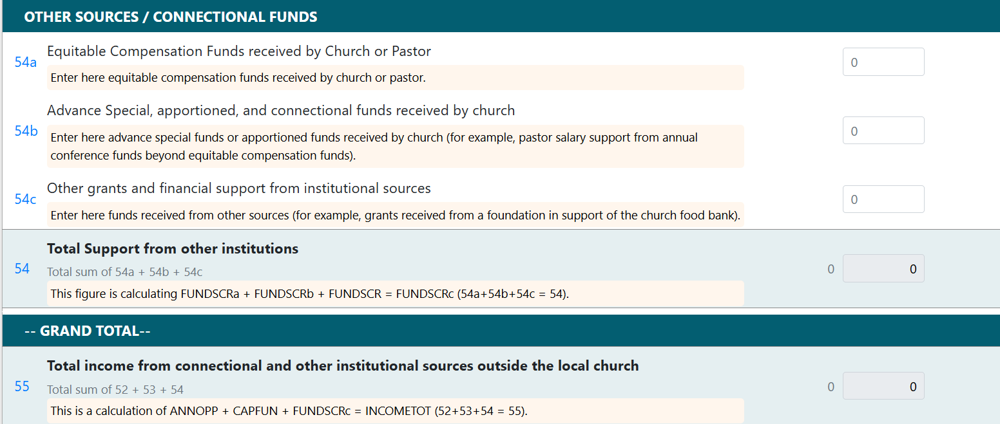 OTHER SOURCES / CONNECTIONAL FUNDS
54a
Equitable Compensation Funds received by Church or Pastor
0
Enter here equitable compensation funds received by church or pastor.
54b
Advance Special, apportioned, and connectional funds received by church
0
Enter here advance special funds or apportioned funds received by church (for example, pastor salary support from annual
conference funds beyond equitable compensation funds).
54c
Other grants and financial support from institutional sources
0
Enter here funds received from other sources (for example, grants received from a foundation in support of the church food bank).
54
Total Support from other institutions
Total sum of 54a + 54b + 54c
0 0
This figure is calculating FUNDSCRa + FUNDSCRb + FUNDSCR = FUNDSCRc (54a+54b+54c = 54).
-- GRAND TOTAL--
55
Total income from connectional and other institutional sources outside the local church
Total sum of 52 + 53 + 54
0 0
This is a calculation of ANNOPP + CAPFUN + FUNDSCRc = INCOMETOT (52+53+54 = 55).